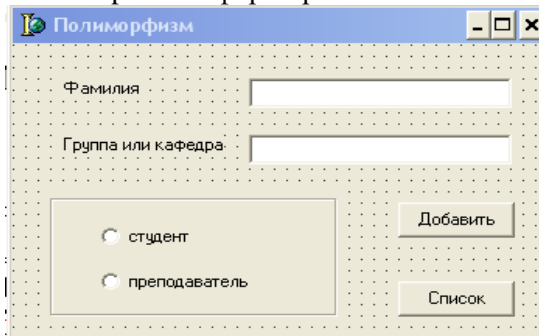 Полиморфизм
Фамилия
Группа или кафедра
студент
преподаватель
Добавить
Список